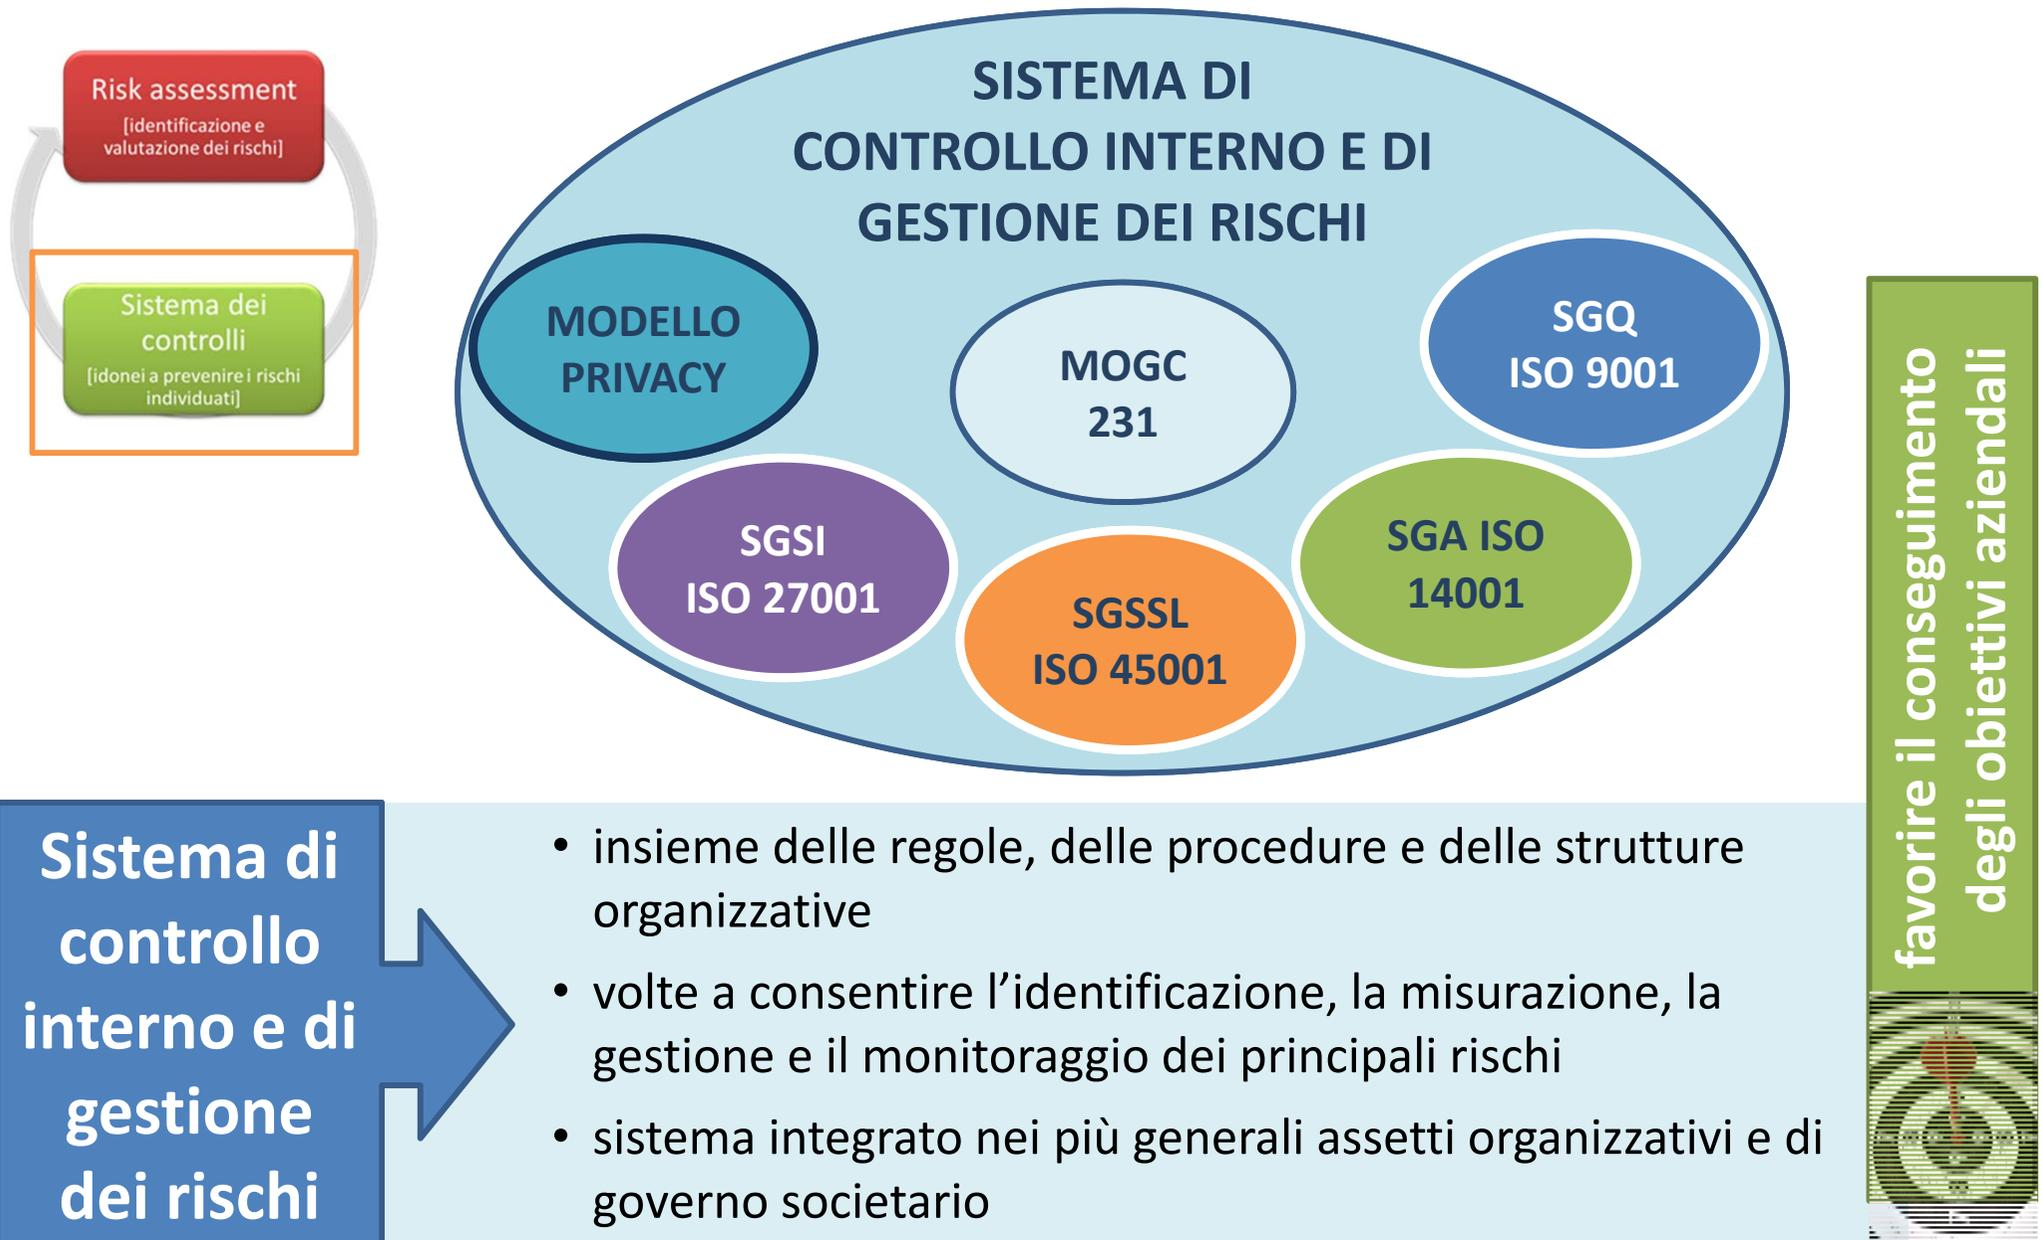 Risk assessment
[identificazione e
valutazione dei rischi]
Sistema dei
controlli
[idonei a prevenire i rischi
individuati]
SISTEMA DI
CONTROLLO INTERNO E DI
GESTIONE DEI RISCHI
MODELLO
PRIVACY
MOGC
231
SGQ
ISO 9001
SGSI
ISO 27001
SGSSL
ISO 45001
SGA ISO
14001
favorire il conseguimento
degli obiettivi aziendali
Sistema di
controllo
interno e di
gestione
dei rischi
• insieme delle regole, delle procedure e delle strutture
organizzative
• volte a consentire l’identificazione, la misurazione, la
gestione e il monitoraggio dei principali rischi
• sistema integrato nei più generali assetti organizzativi e di
governo societario